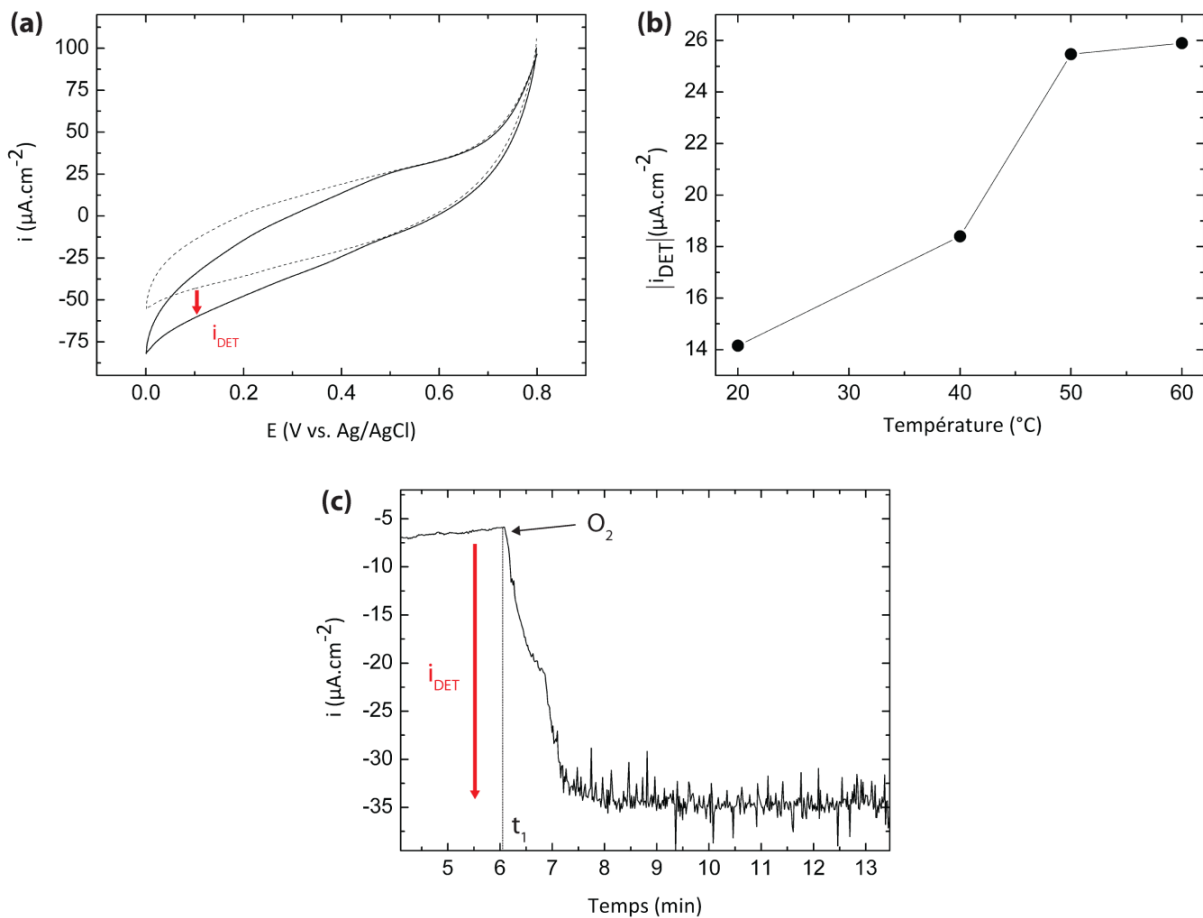 (a)
100
75
50
25
0
-25
-50
-75
i (µA.cm-2)
iDET
0.0 0.2 0.4 0.6 0.8
E (V vs. Ag/AgCl)
(b)
26
24
22
20
18
16
14
|iDET|(µA.cm-2)
20 30 40 50 60
Température (°C)
(c)
-5
-10
-15
-20
-25
-30
-35
i (µA.cm-2)
O2
iDET
t1
5 6 7 8 9 10 11 12 13
Temps (min)